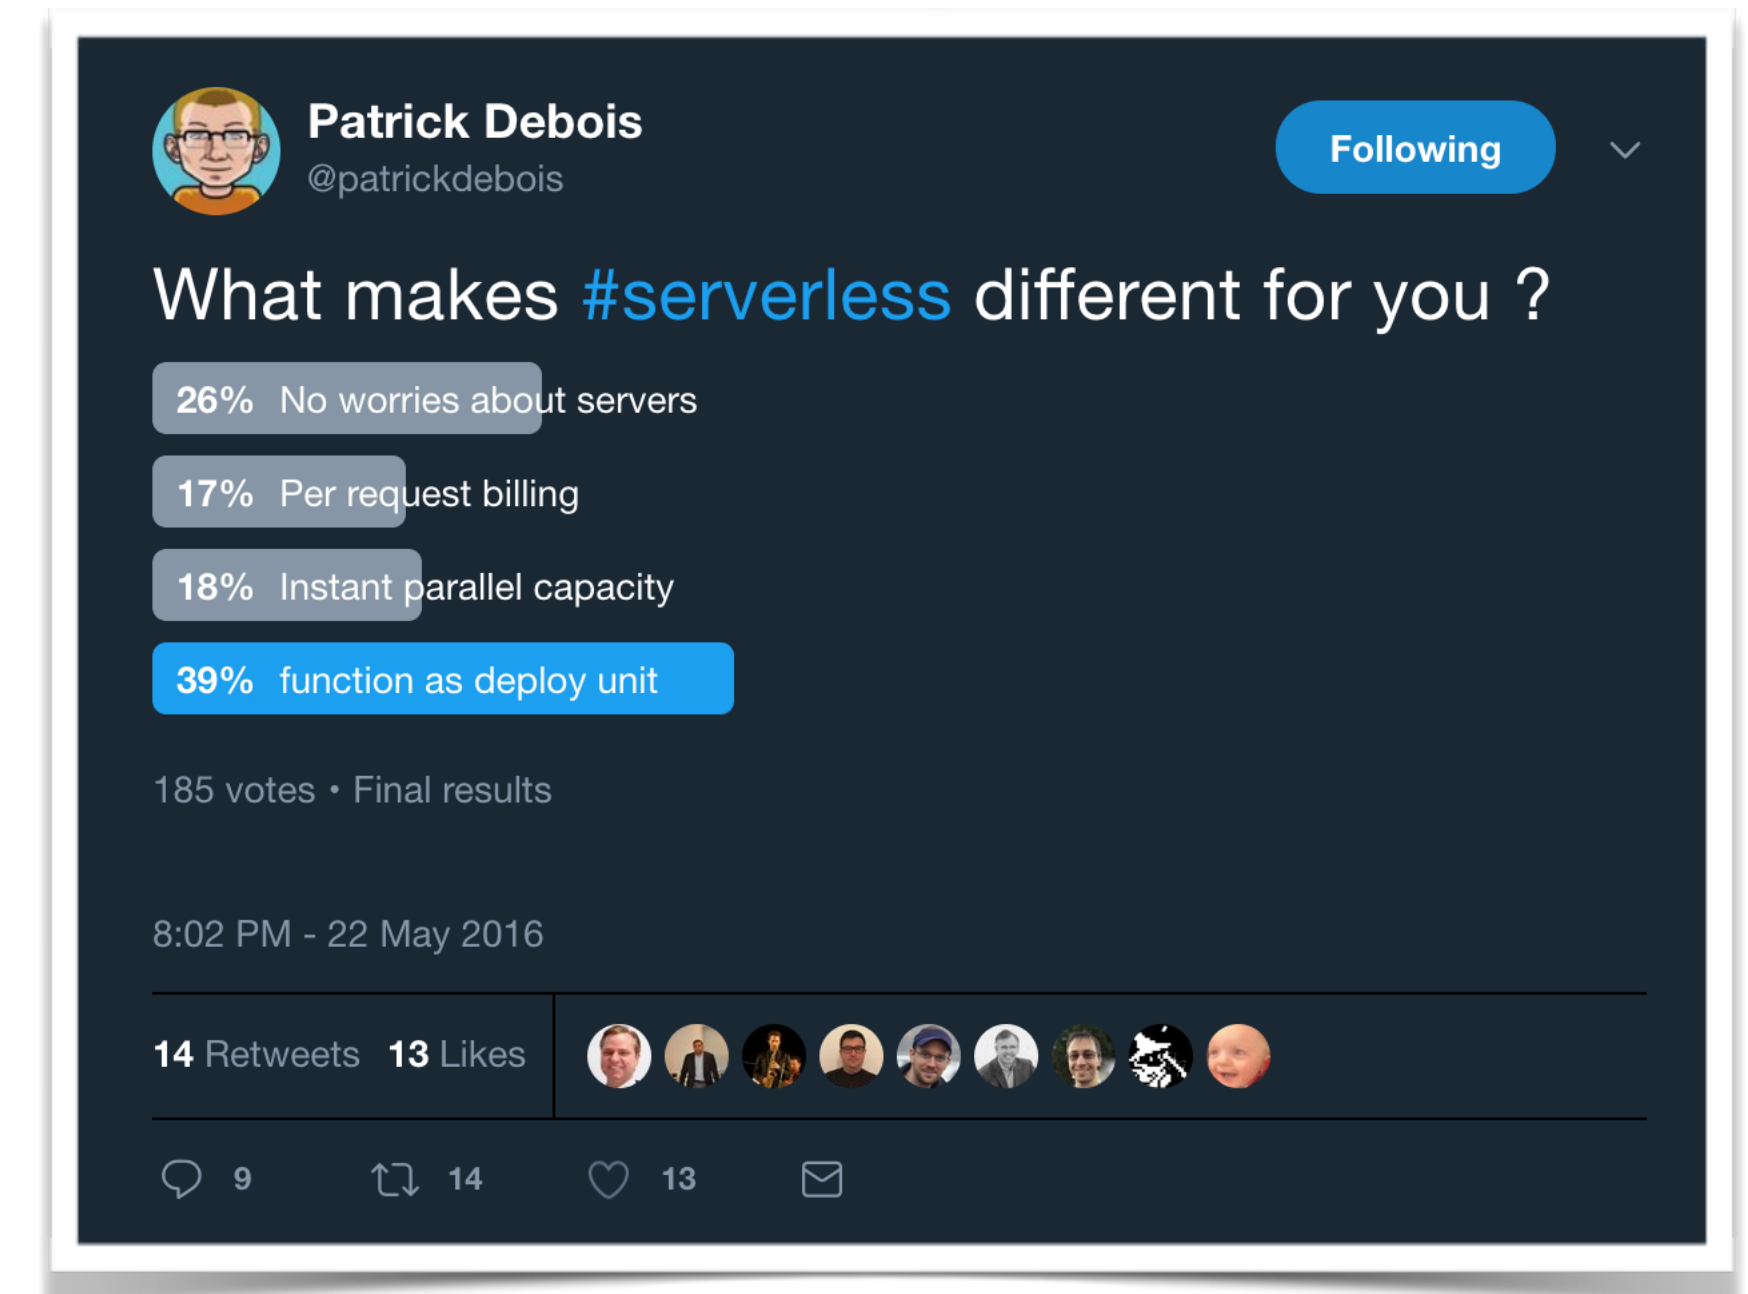 Patrick Debois
@patrickdebois
Following
What makes #serverless different for you ?
26% No worries about servers
17% Per request billing
18% Instant parallel capacity
39% function as deploy unit
185 votes • Final results
8:02 PM - 22 May 2016
14 Retweets 13 Likes
9 14 13